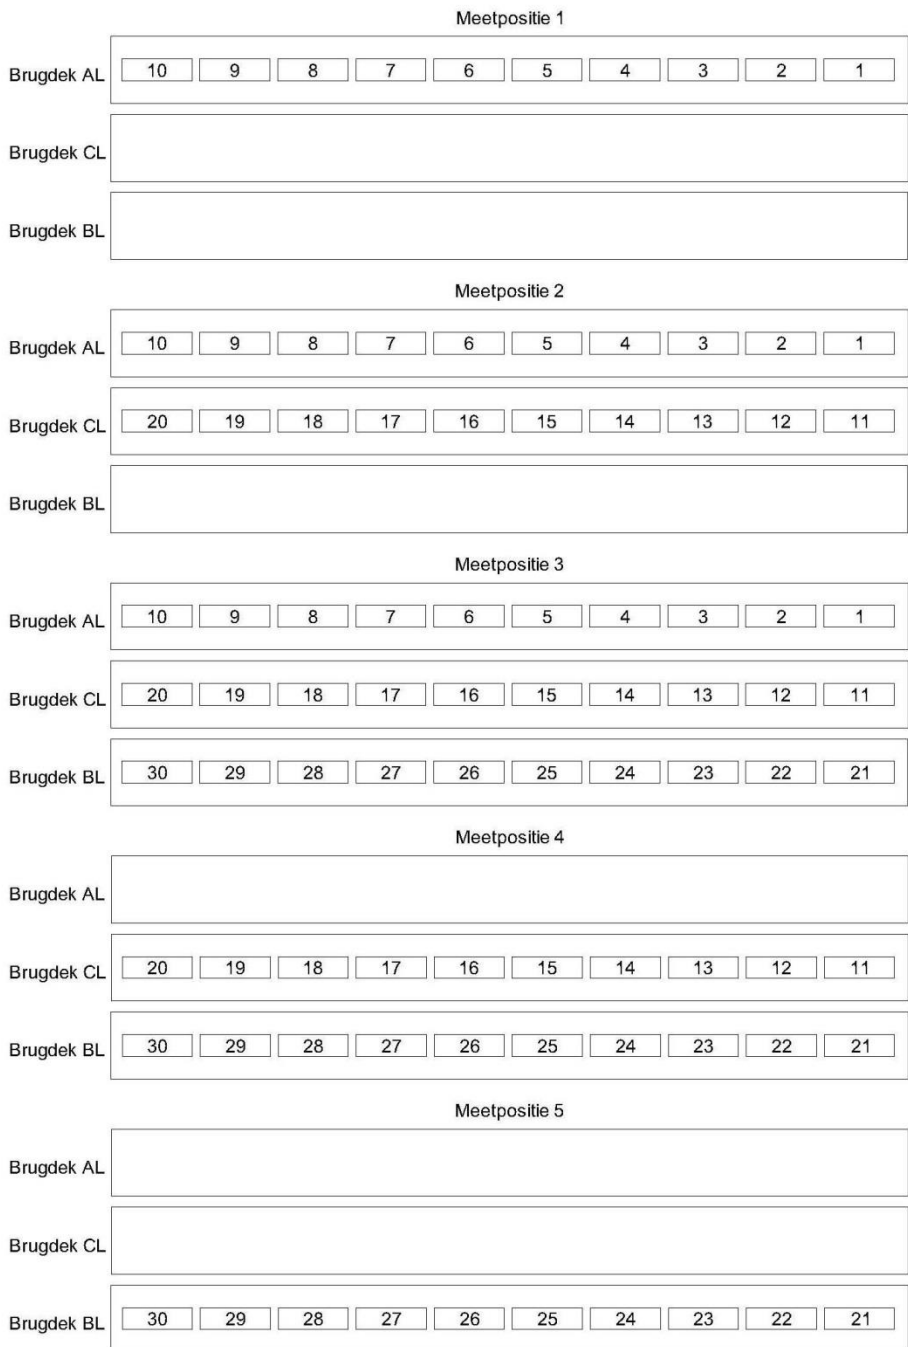 Meetpositie 1
Brugdek AL 10 9 8 7 6 5 4 3 2 1
Brugdek CL
Brugdek BL
Meetpositie 2
Brugdek AL 10 9 8 7 6 5 4 3 2 1
Brugdek CL 20 19 18 17 16 15 14 13 12 11
Brugdek BL
Meetpositie 3
Brugdek AL 10 9 8 7 6 5 4 3 2 1
Brugdek CL 20 19 18 17 16 15 14 13 12 11
Brugdek BL 30 29 28 27 26 25 24 23 22 21
Meetpositie 4
Brugdek AL
Brugdek CL 20 19 18 17 16 15 14 13 12 11
Brugdek BL 30 29 28 27 26 25 24 23 22 21
Meetpositie 5
Brugdek AL
Brugdek CL
Brugdek BL 30 29 28 27 26 25 24 23 22 21